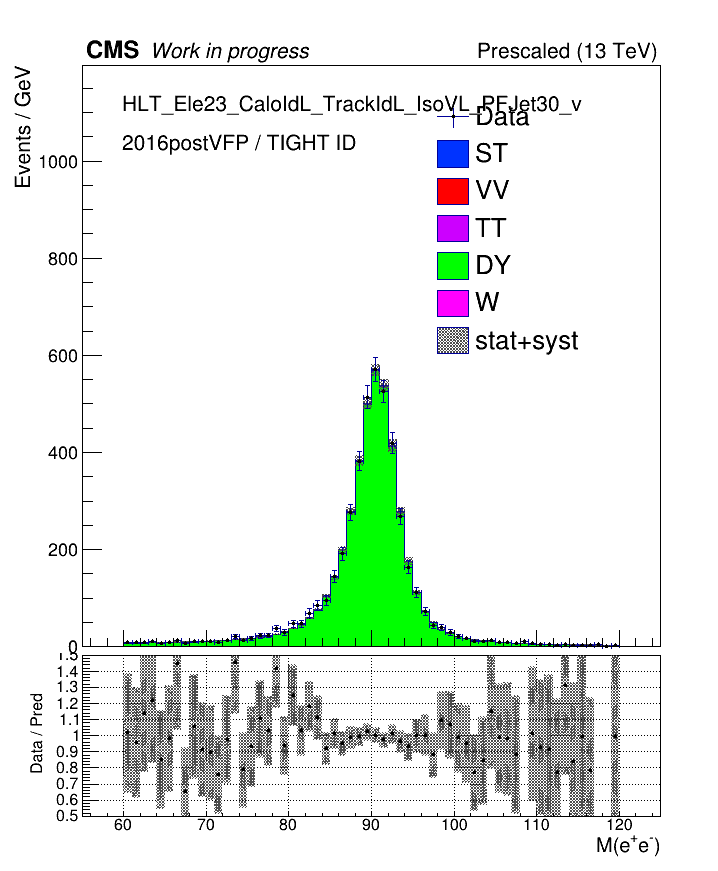 CMS Work in progress Prescaled (13 TeV)
Events / GeV
HLT_Ele23_CaloIdL_TrackIdL_IsoVL_PFJet30_v
2016postVFP / TIGHT ID
Data
ST
VV
TT
DY
W
stat+syst
1000
800
600
400
200
0
Data / Pred
1.5
1.4
1.3
1.2
1.1
1
0.9
0.8
0.7
0.6
0.5
60 70 80 90 100 110 120
M(e⁺e⁻)